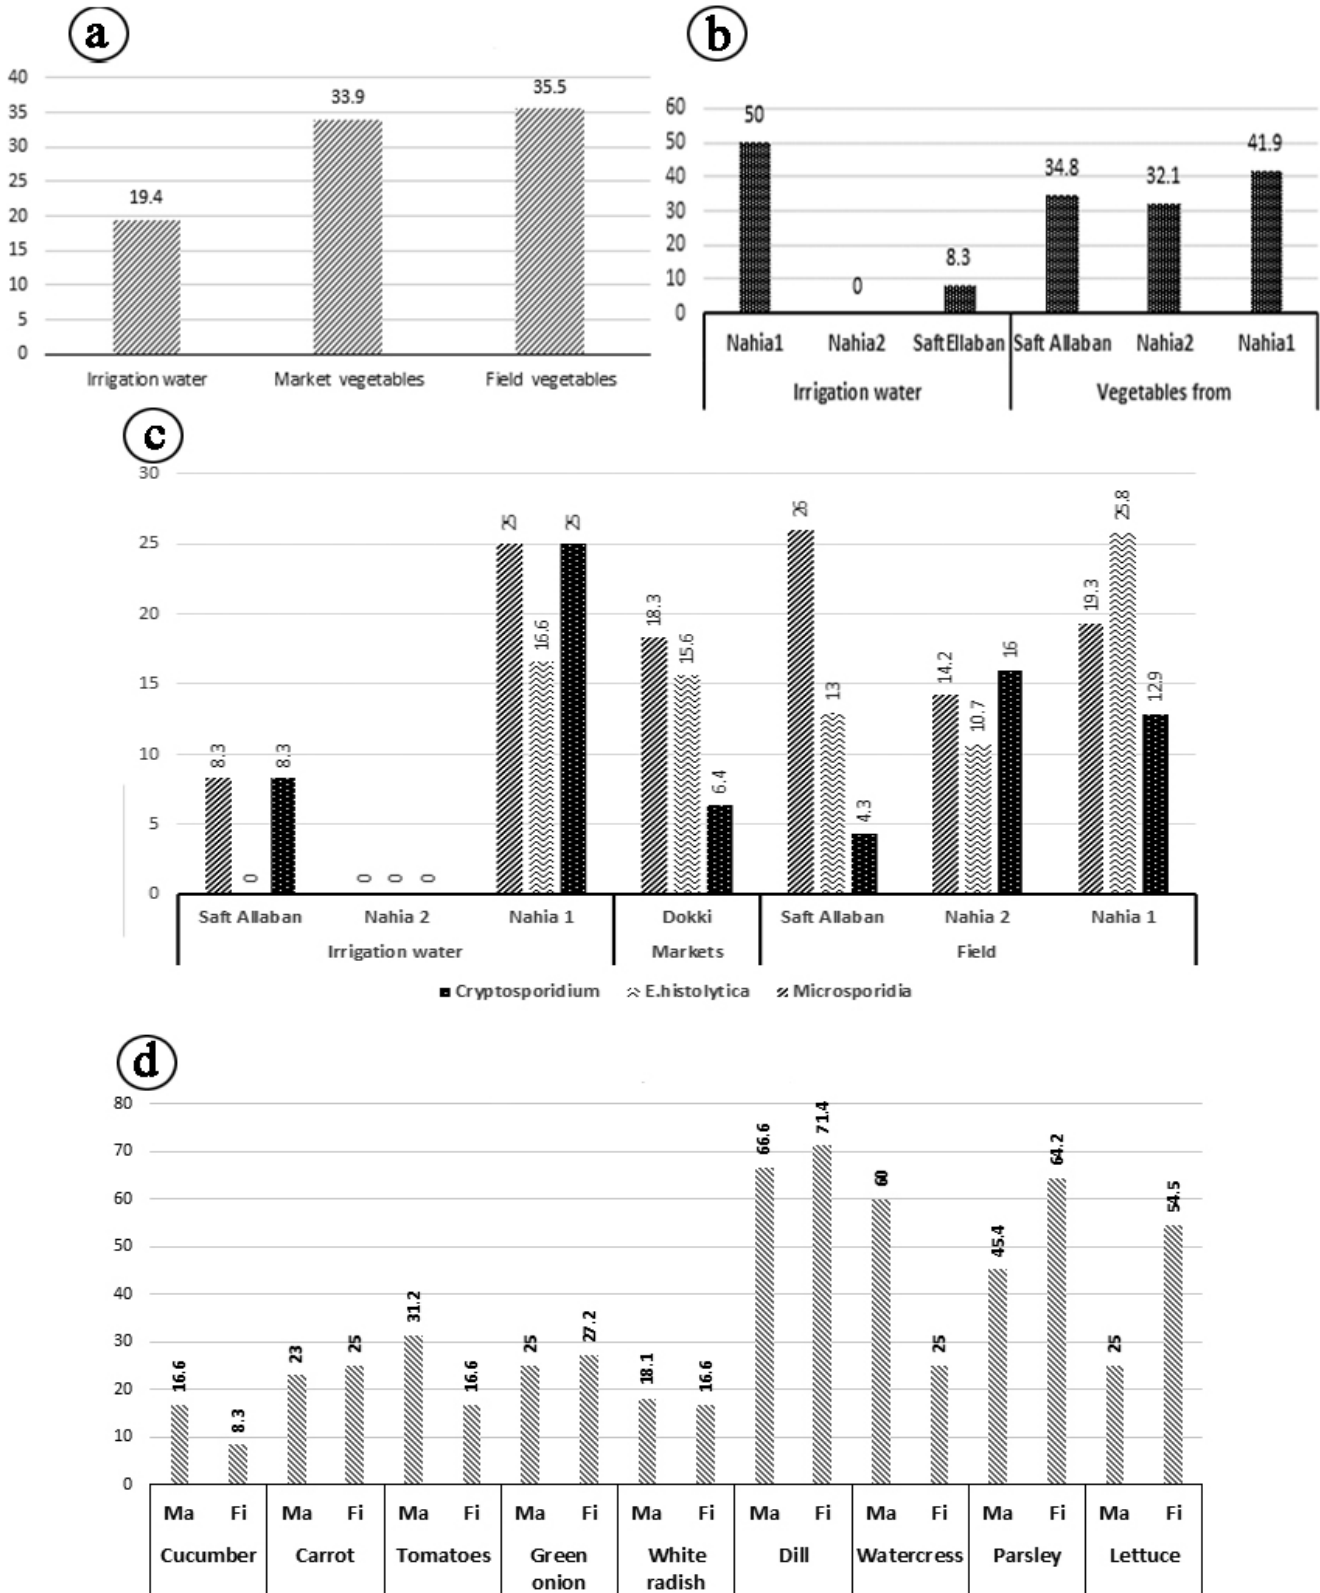 a
40
35
30
25
20
15
10
5
0
19.4
33.9
35.5
Irrigation water Market vegetables Field vegetables
b
60
50
40
30
20
10
0
50
0
8.3
34.8
32.1
41.9
Nahia1 Nahia2 SaftEllaban Saft Allaban Nahia2 Nahia1
Irrigation water Vegetables from
c
30
25
20
15
10
5
0
8.3 0 8.3
0 0 0
25 16.6 25
18.3 15.6 6.4
26 13 4.3
14.2 10.7 16
19.3 25.8 12.9
Saft Allaban Nahia 2 Nahia 1 Dokki Saft Allaban Nahia 2 Nahia 1
Irrigation water Markets Field
Cryptosporidium E.histolytica Microsporidia
d
80
70
60
50
40
30
20
10
0
16.6 8.3
23 25
31.2 16.6
25 27.2
18.1 16.6
66.6 71.4
60 25
45.4 64.2
25 54.5
Ma Fi Ma Fi Ma Fi Ma Fi Ma Fi Ma Fi Ma Fi Ma Fi Ma Fi
Cucumber Carrot Tomatoes Green onion White radish Dill Watercress Parsley Lettuce